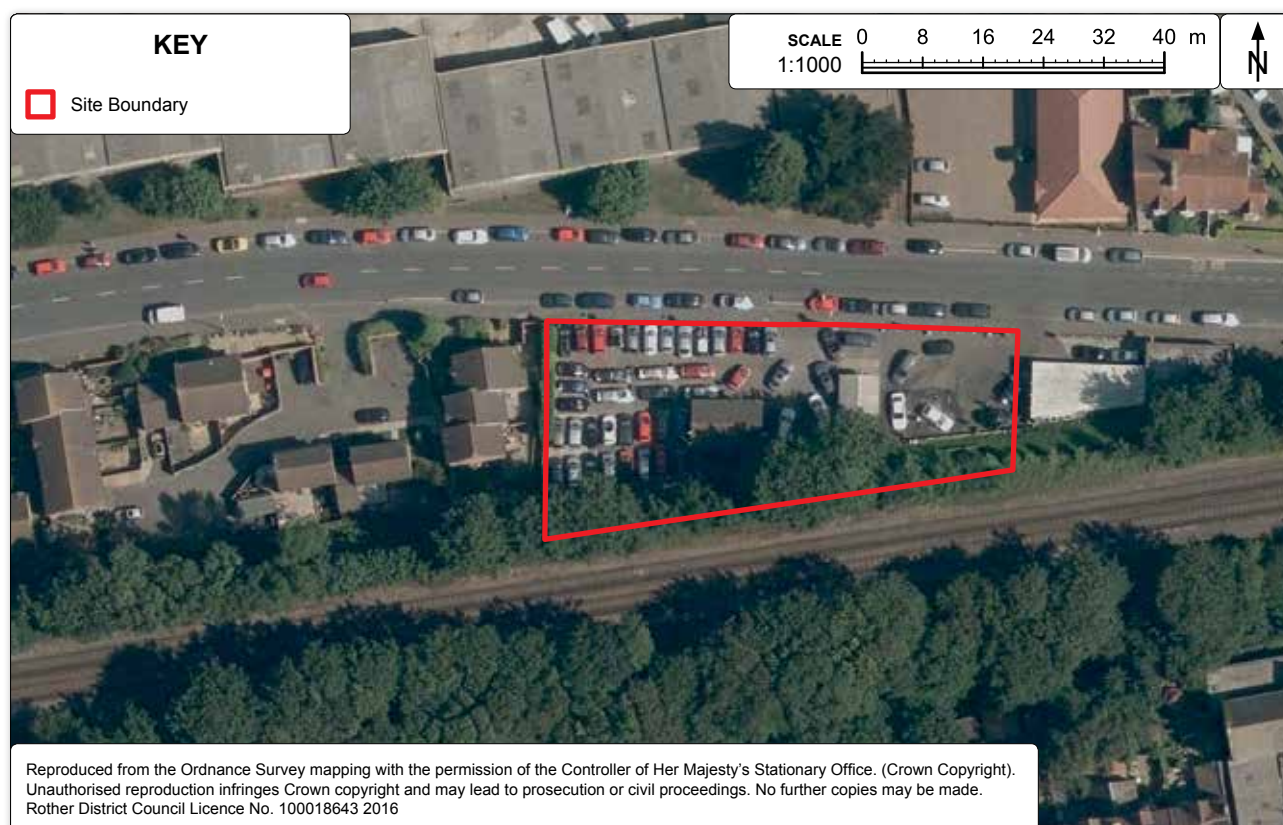 KEY
Site Boundary
SCALE 0 8 16 24 32 40 m
1:1000
N
Reproduced from the Ordnance Survey mapping with the permission of the Controller of Her Majesty's Stationary Office. (Crown Copyright).
Unauthorised reproduction infringes Crown copyright and may lead to prosecution or civil proceedings. No further copies may be made.
Rother District Council Licence No. 100018643 2016